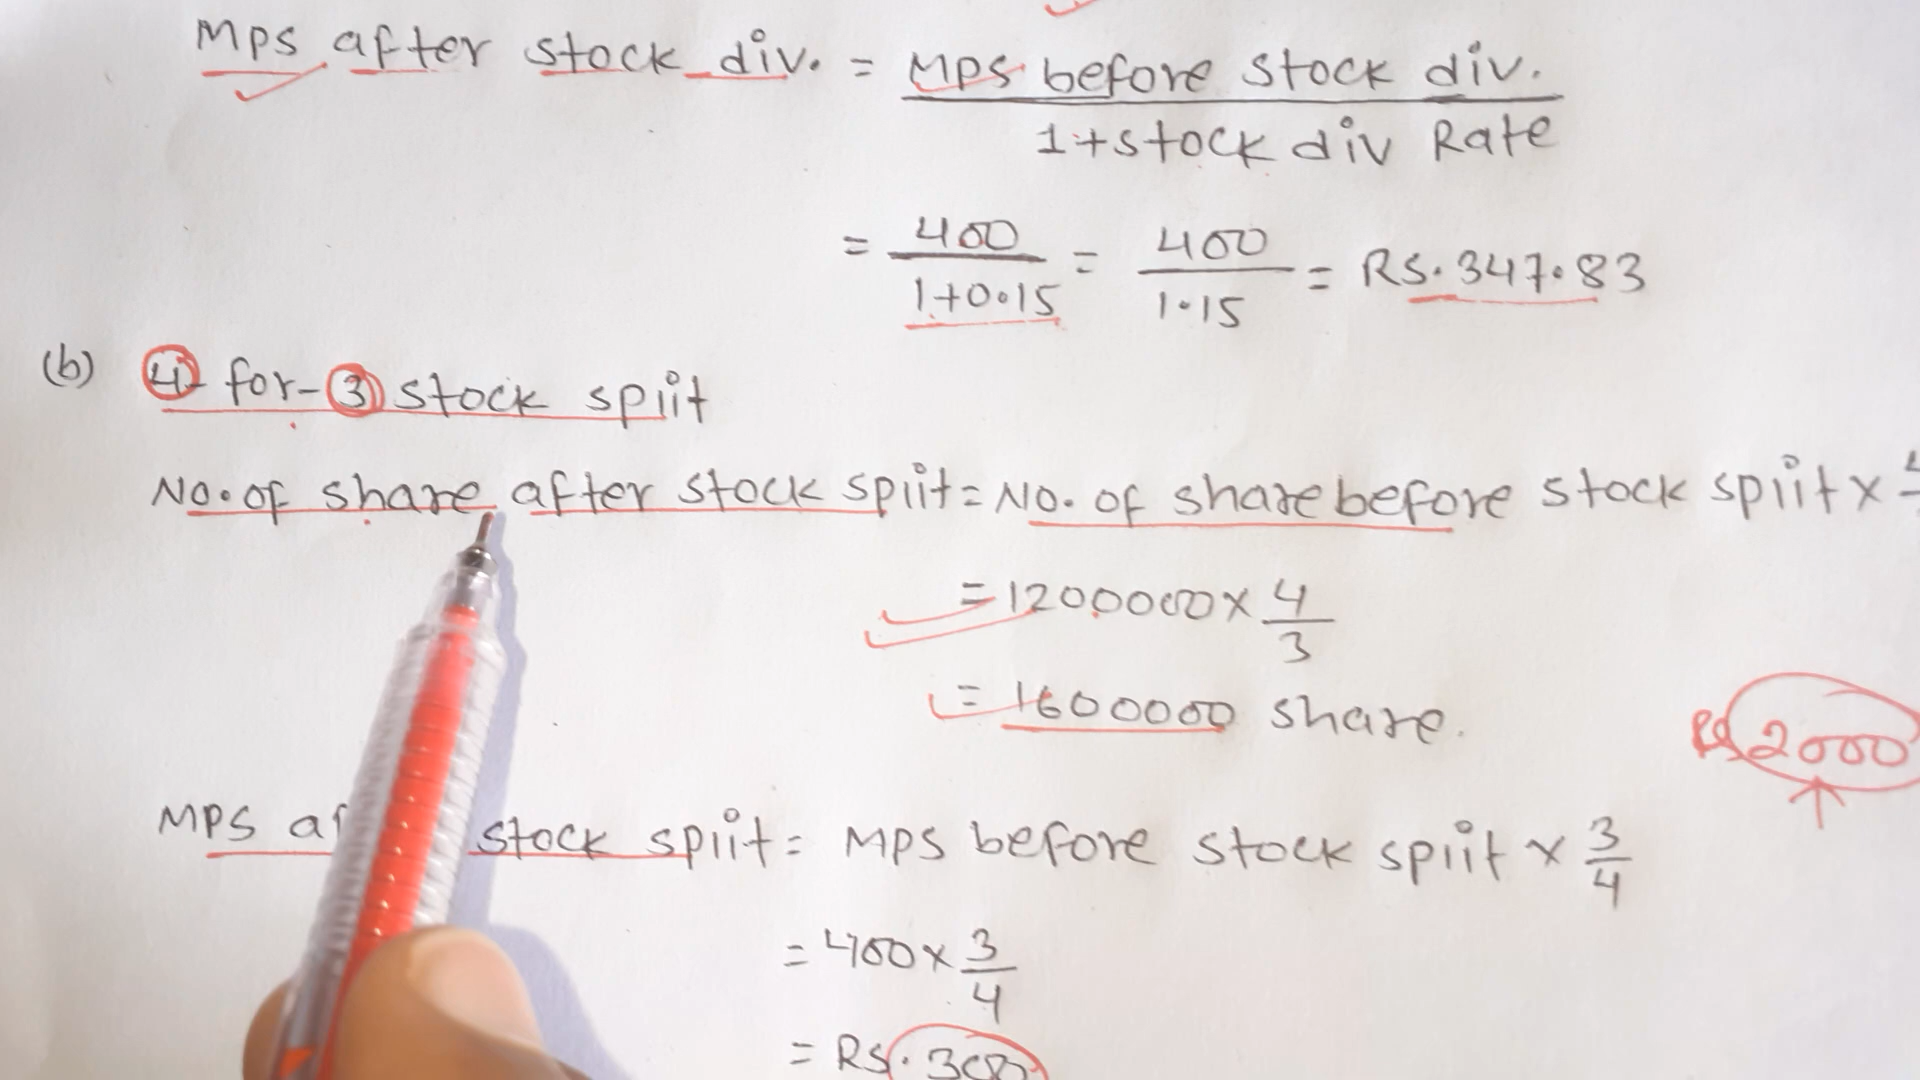 MPS after stock div. = MPS before stock div.
1+stock div Rate
= 400 = 400 = RS. 347.83
1+0.15 1.15
(b) 4-for-3 stock spiit
No. of share after stock spiit = No. of share before stock spiit ×
= 1200000 × 4
3
= 1600000 share.
RS 2000
MPS stock spiit = MPS before stock spiit × 3
4
= 400 × 3
4
= RS. 300